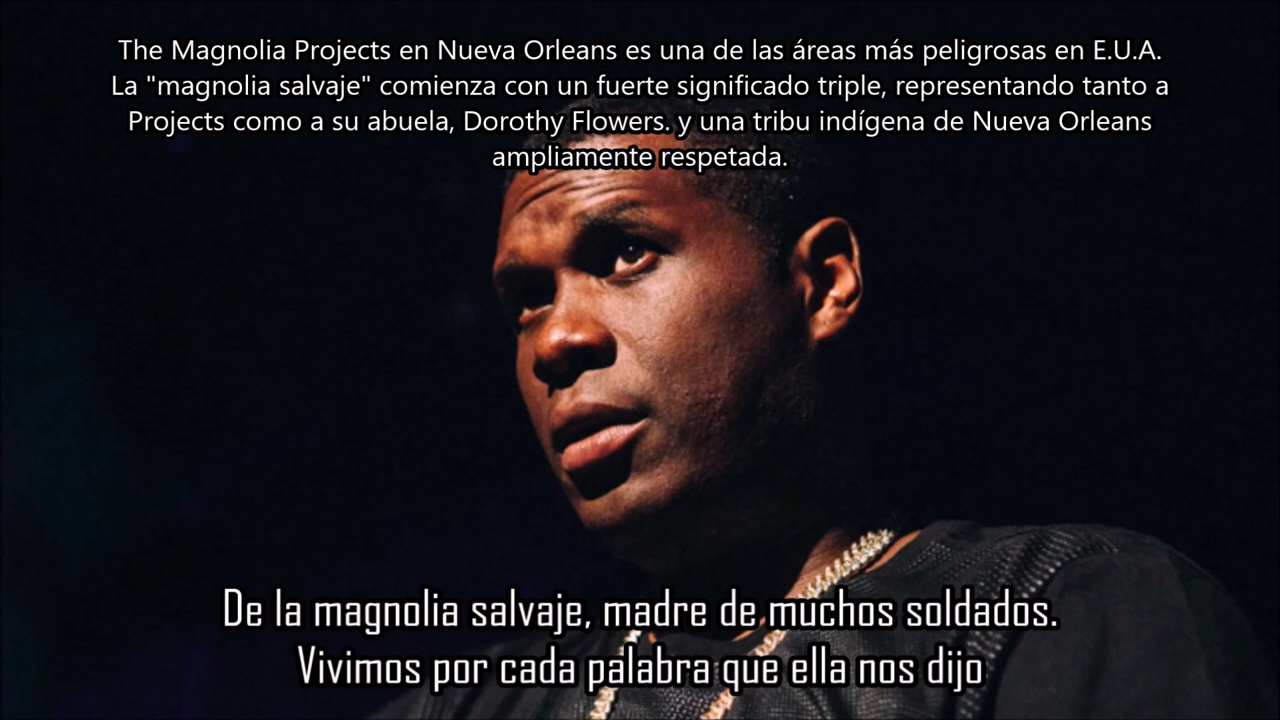 The Magnolia Projects en Nueva Orleans es una de las áreas más peligrosas en E.U.A.
La "magnolia salvaje" comienza con un fuerte significado triple, representando tanto a
Projects como a su abuela, Dorothy Flowers. y una tribu indígena de Nueva Orleans
ampliamente respetada.
De la magnolia salvaje, madre de muchos soldados.
Vivimos por cada palabra que ella nos dijo